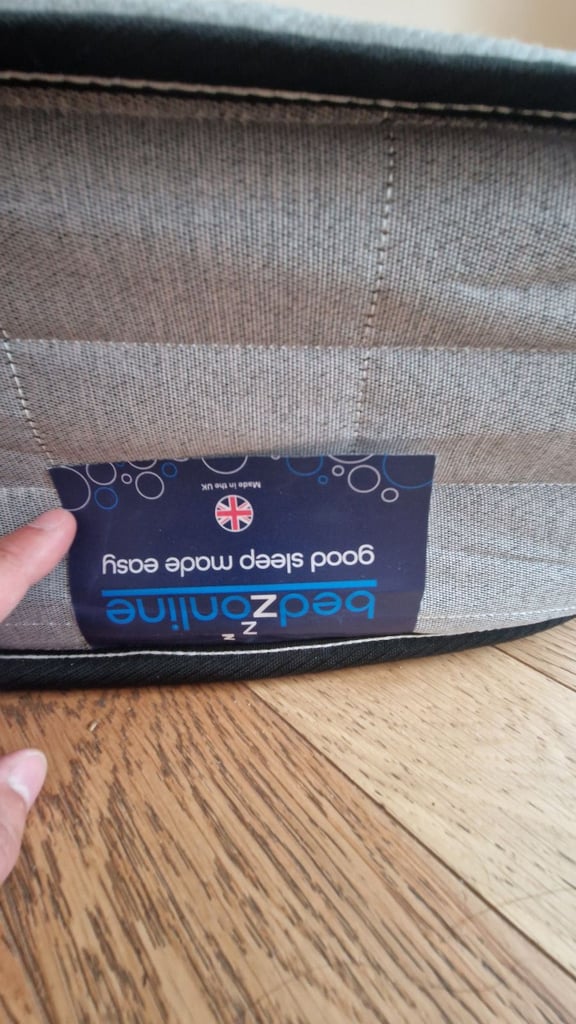 z
Z
bedZonline
good sleep made easy
Made in the UK